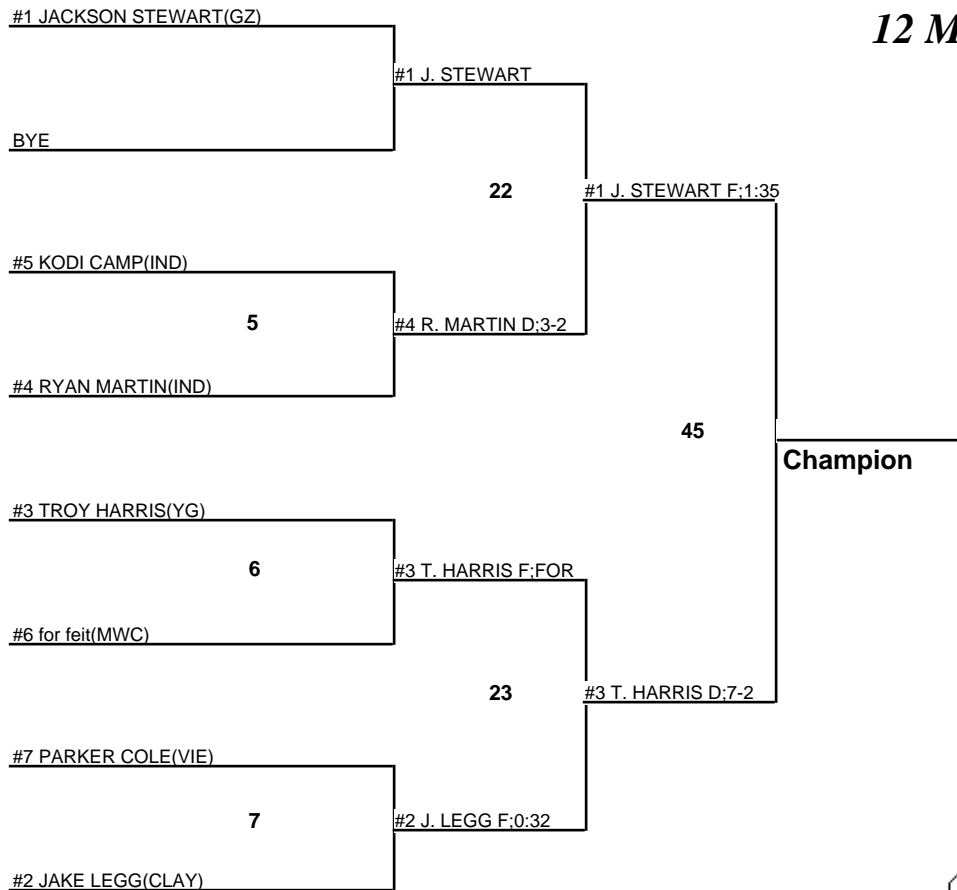 #1 JACKSON STEWART(GZ)
12 M
#1 J. STEWART
BYE
22
#1 J. STEWART F;1:35
#5 KODI CAMP(IND)
5
#4 R. MARTIN D;3-2
#4 RYAN MARTIN(IND)
45
Champion
#3 TROY HARRIS(YG)
6
#3 T. HARRIS F;FOR
#6 for feit(MWC)
23
#3 T. HARRIS D;7-2
#7 PARKER COLE(VIE)
7
#2 J. LEGG F;0:32
#2 JAKE LEGG(CLAY)